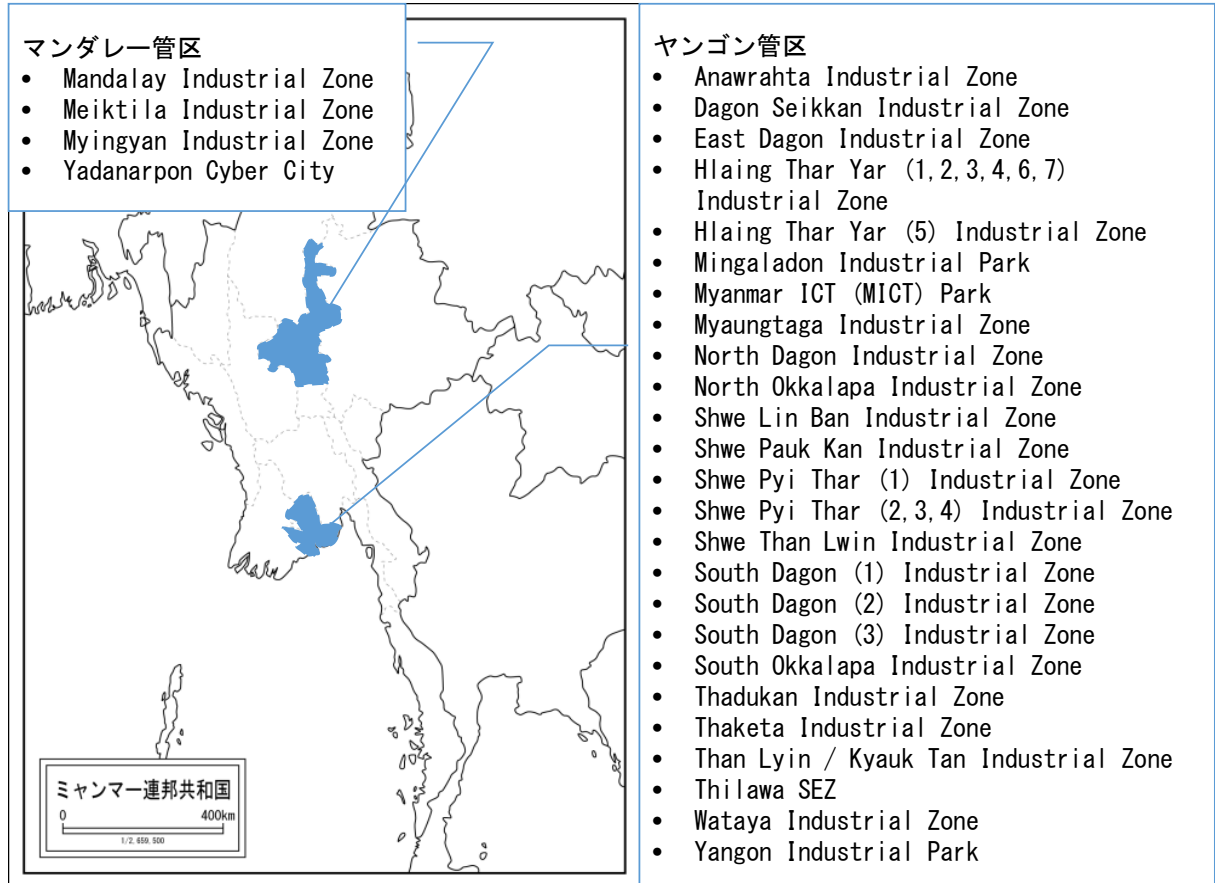 マンダレー管区
• Mandalay Industrial Zone
• Meiktila Industrial Zone
• Myingyan Industrial Zone
• Yadanarpon Cyber City
ヤンゴン管区
• Anawrahta Industrial Zone
• Dagon Seikkan Industrial Zone
• East Dagon Industrial Zone
• Hlaing Thar Yar (1,2,3,4,6,7)
Industrial Zone
• Hlaing Thar Yar (5) Industrial Zone
• Mingaladon Industrial Park
• Myanmar ICT (MICT) Park
• Myaungtaga Industrial Zone
• North Dagon Industrial Zone
• North Okkalapa Industrial Zone
• Shwe Lin Ban Industrial Zone
• Shwe Pauk Kan Industrial Zone
• Shwe Pyi Thar (1) Industrial Zone
• Shwe Pyi Thar (2,3,4) Industrial Zone
• Shwe Than Lwin Industrial Zone
• South Dagon (1) Industrial Zone
• South Dagon (2) Industrial Zone
• South Dagon (3) Industrial Zone
• South Okkalapa Industrial Zone
• Thadukan Industrial Zone
• Thaketa Industrial Zone
• Than Lyin / Kyauk Tan Industrial Zone
• Thilawa SEZ
• Wataya Industrial Zone
• Yangon Industrial Park
ミャンマー連邦共和国
0 400km
1/2,659,500